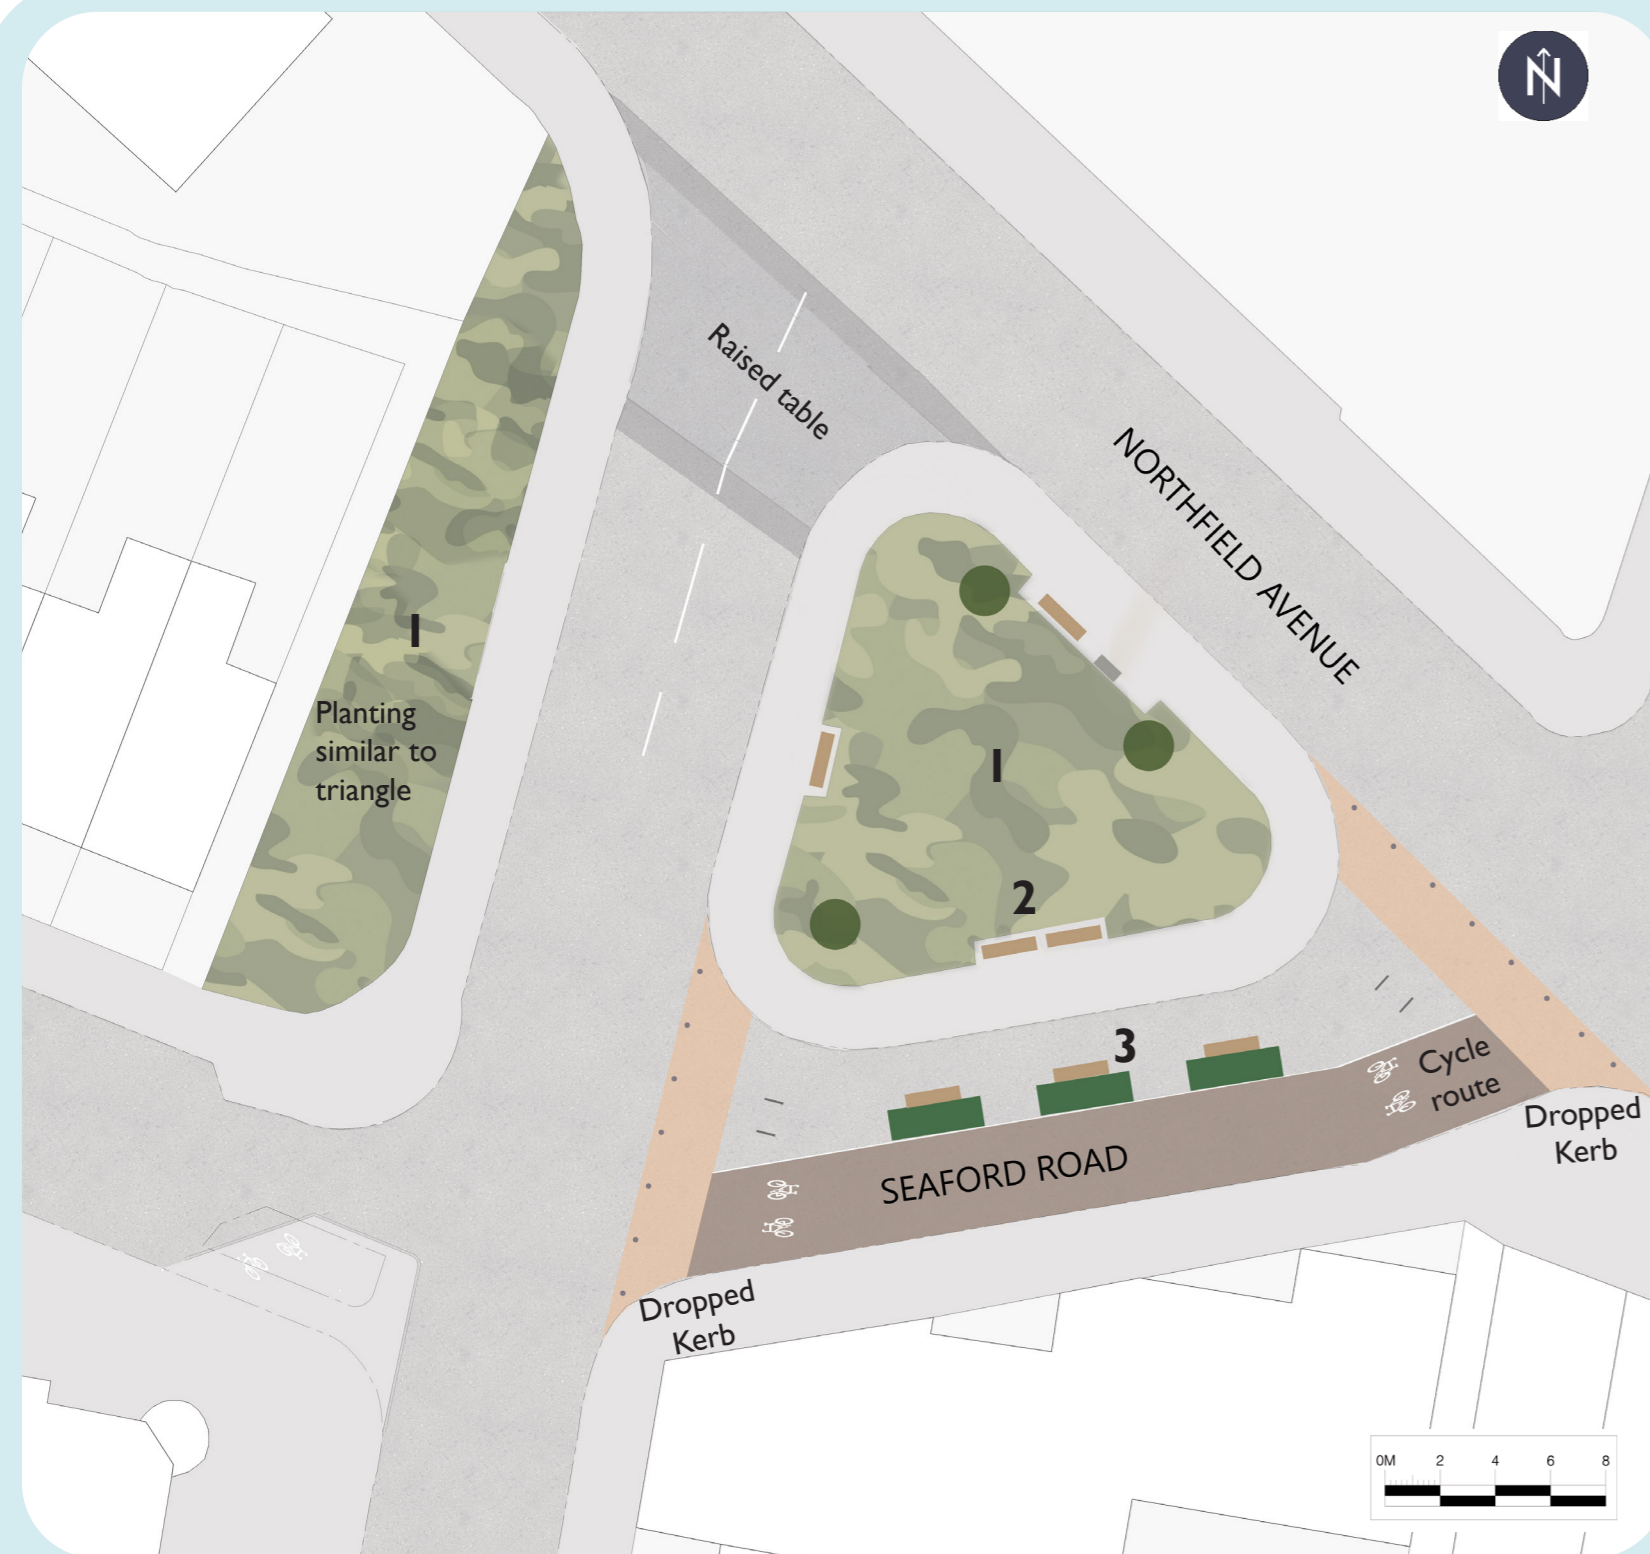 N
Raised table
NORTHFIELD AVENUE
1
Planting
similar to
triangle
1
2
3
Cycle
route
Dropped
Kerb
SEAFORD ROAD
Dropped
Kerb
0M 2 4 6 8